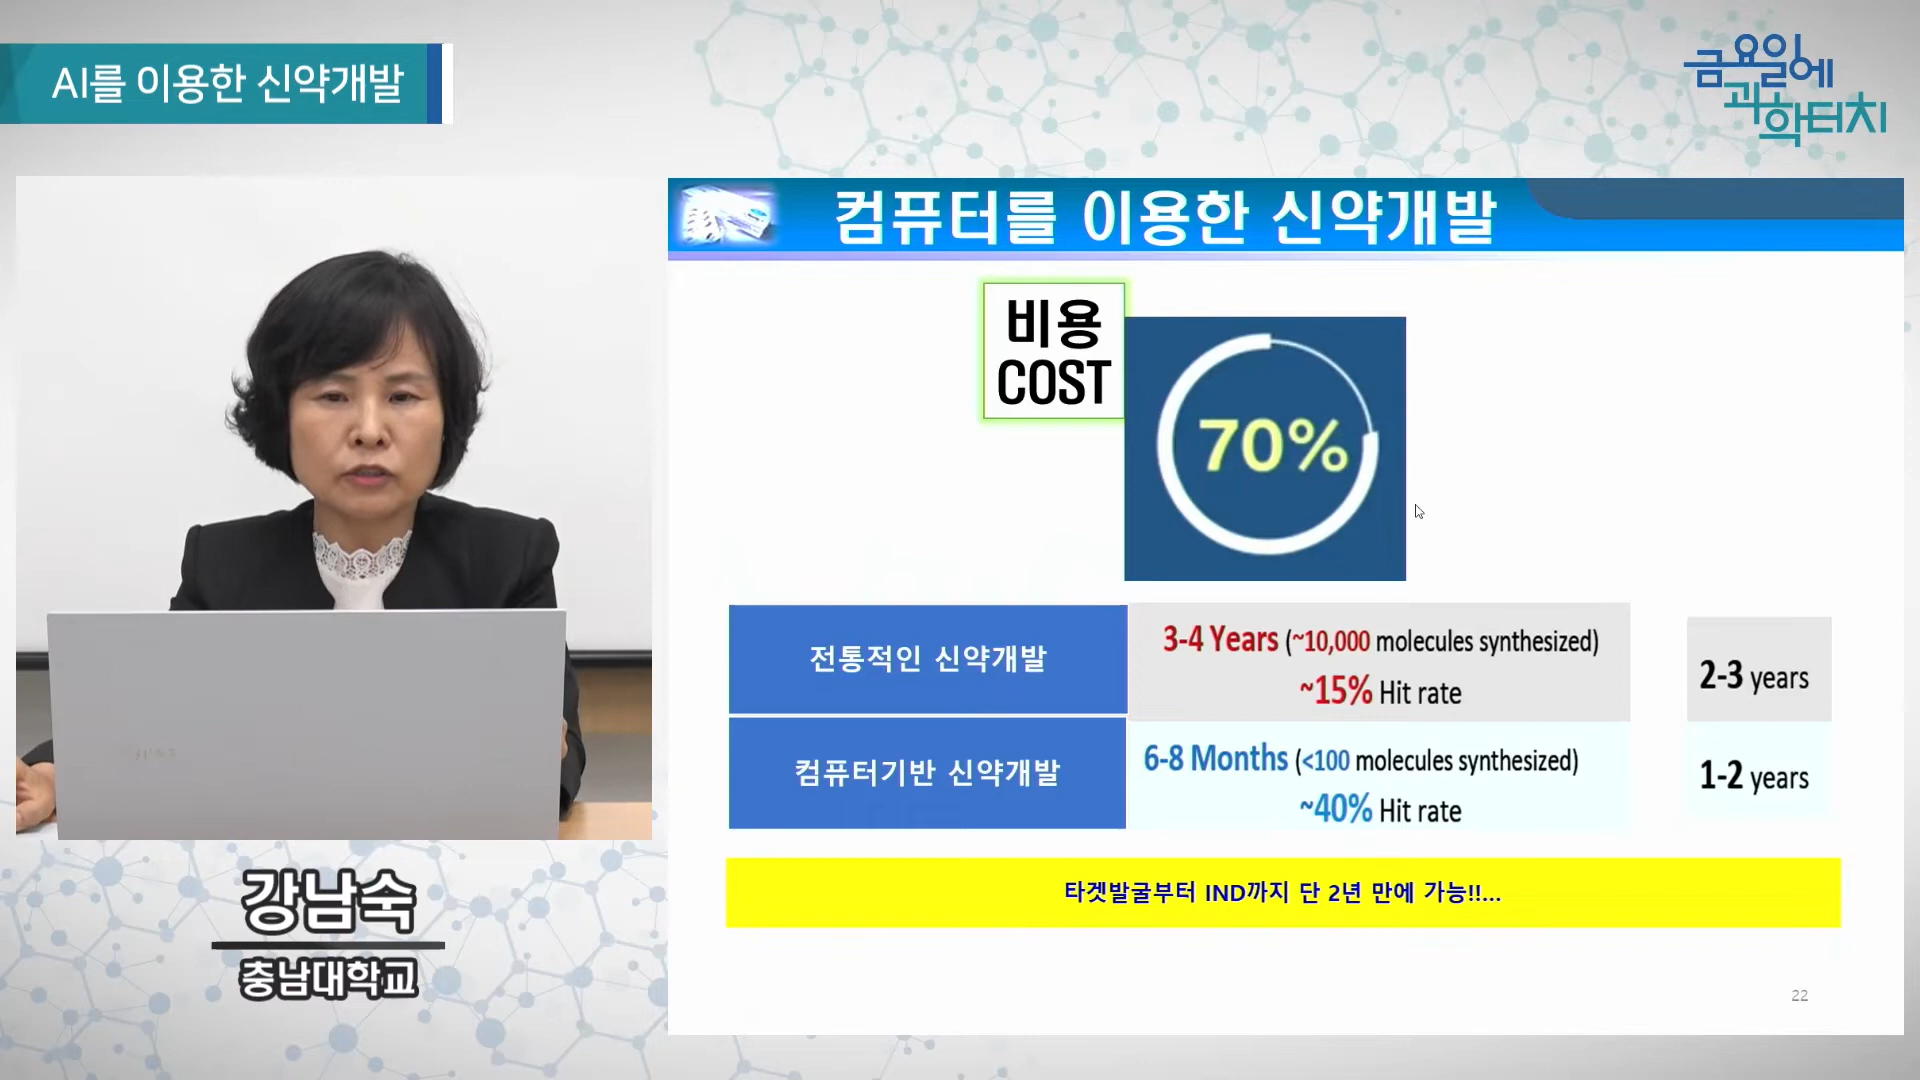 AI를 이용한 신약개발
금요일에
과학터치
컴퓨터를 이용한 신약개발
비용
COST
70%
전통적인 신약개발
3-4 Years (~10,000 molecules synthesized)
~15% Hit rate
2-3 years
컴퓨터기반 신약개발
6-8 Months (<100 molecules synthesized)
~40% Hit rate
1-2 years
타겟발굴부터 IND까지 단 2년 만에 가능!!...
22
강남숙
충남대학교